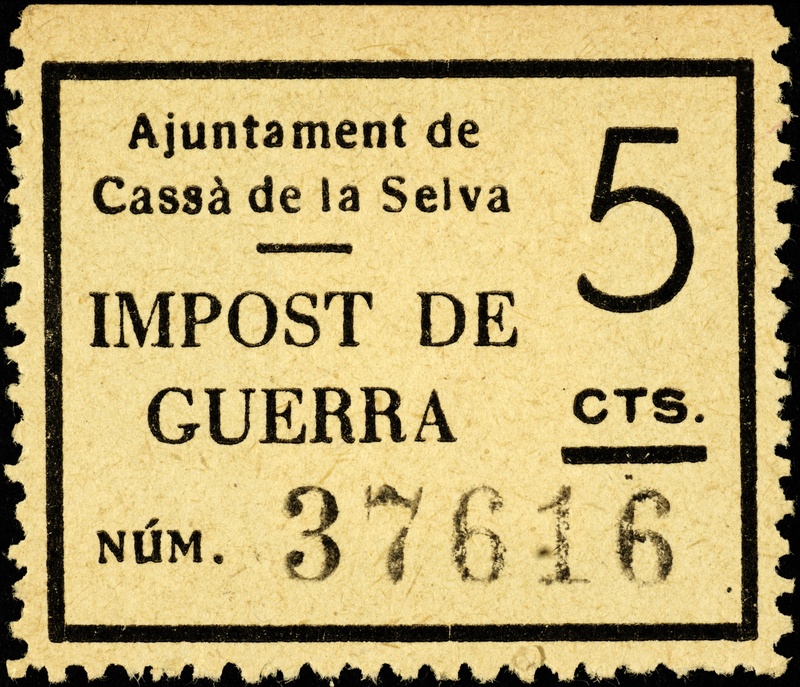 Ajuntament de
Cassà de la Selva
5
CTS.
IMPOST DE
GUERRA
NÚM. 37616